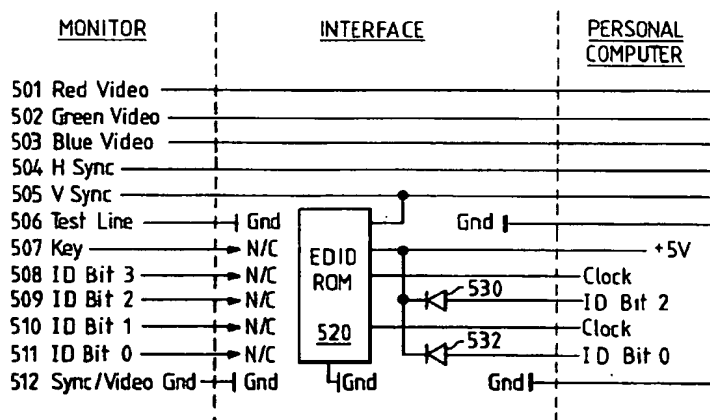 MONITOR INTERFACE PERSONAL COMPUTER
501 Red Video
502 Green Video
503 Blue Video
504 H Sync
505 V Sync
506 Test Line Gnd Gnd
507 Key N/C +5V
508 ID Bit 3 N/C Clock
509 ID Bit 2 N/C 530 ID Bit 2
510 ID Bit 1 N/C Clock
511 ID Bit 0 N/C 532 ID Bit 0
512 Sync/Video Gnd Gnd Gnd Gnd
EDID
ROM
520